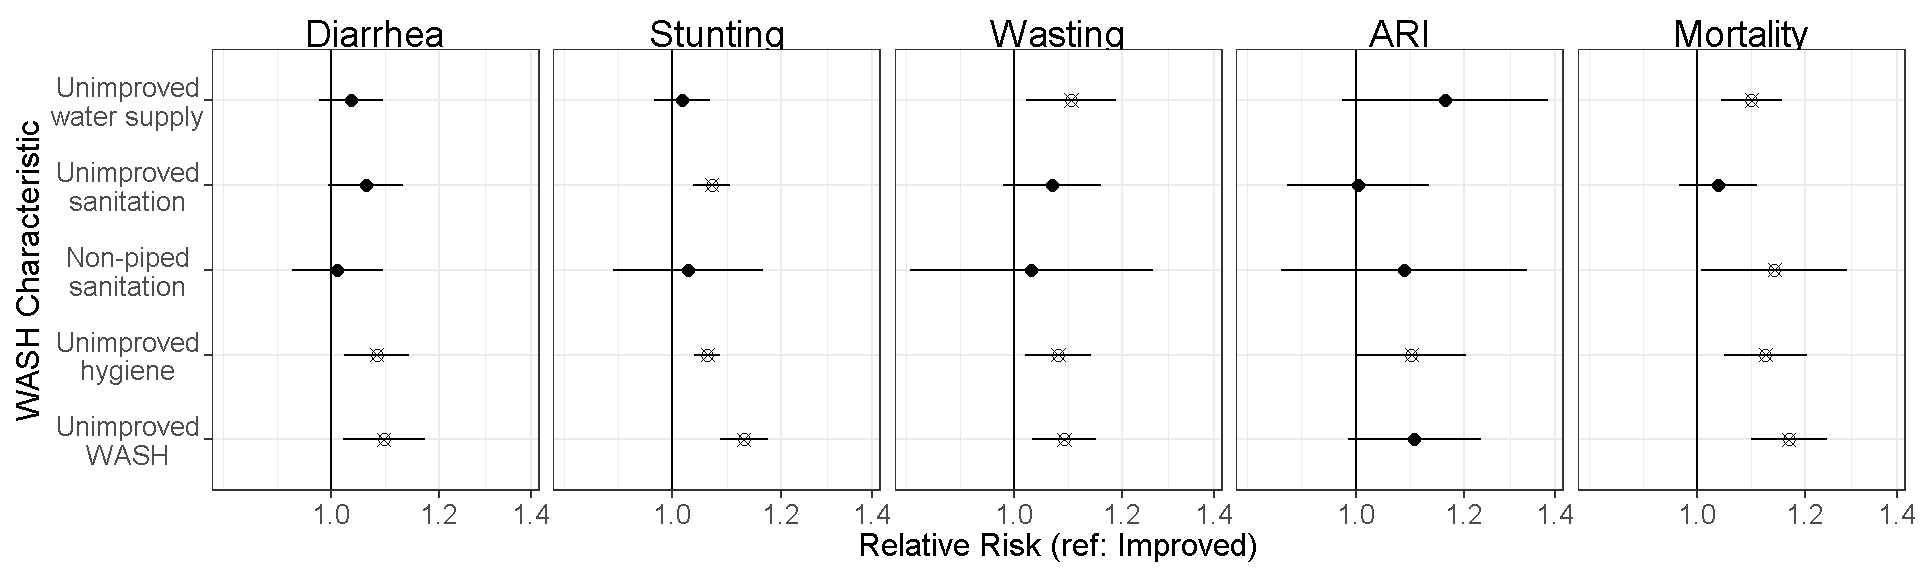 Diarrhea
Stunting
Wasting
ARI
Mortality
WASH Characteristic
Unimproved
water supply
Unimproved
sanitation
Non-piped
sanitation
Unimproved
hygiene
Unimproved
WASH
1.0 1.2 1.4
1.0 1.2 1.4
1.0 1.2 1.4
1.0 1.2 1.4
1.0 1.2 1.4
Relative Risk (ref: Improved)